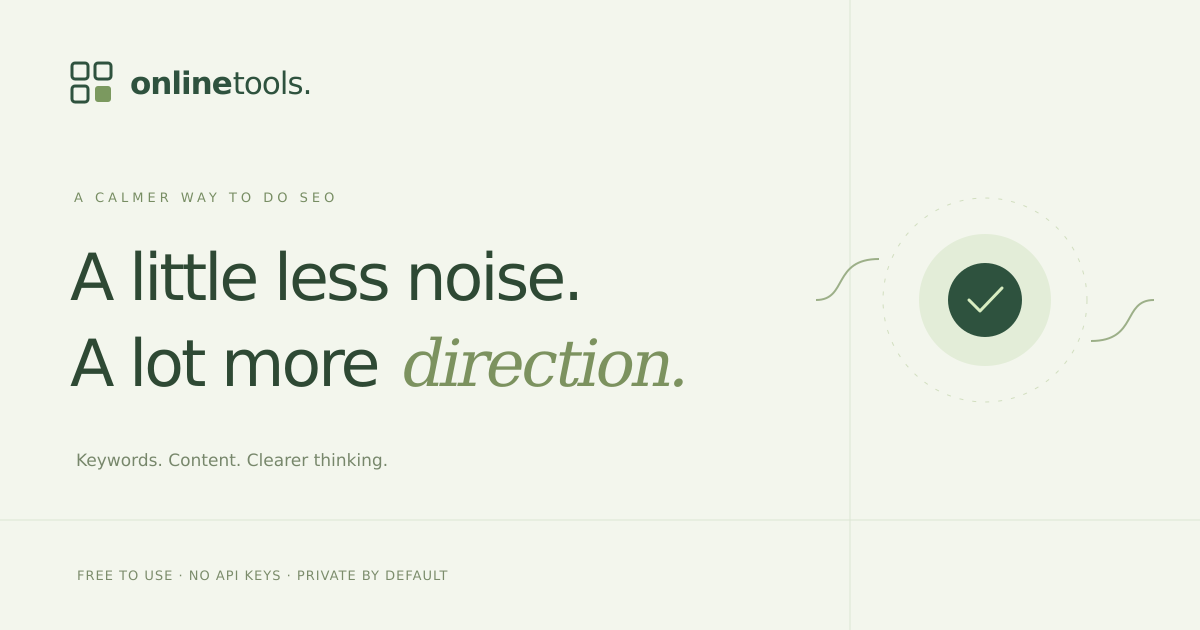 onlinetools.
A CALMER WAY TO DO SEO
A little less noise.
A lot more direction.
Keywords. Content. Clearer thinking.
FREE TO USE · NO API KEYS · PRIVATE BY DEFAULT